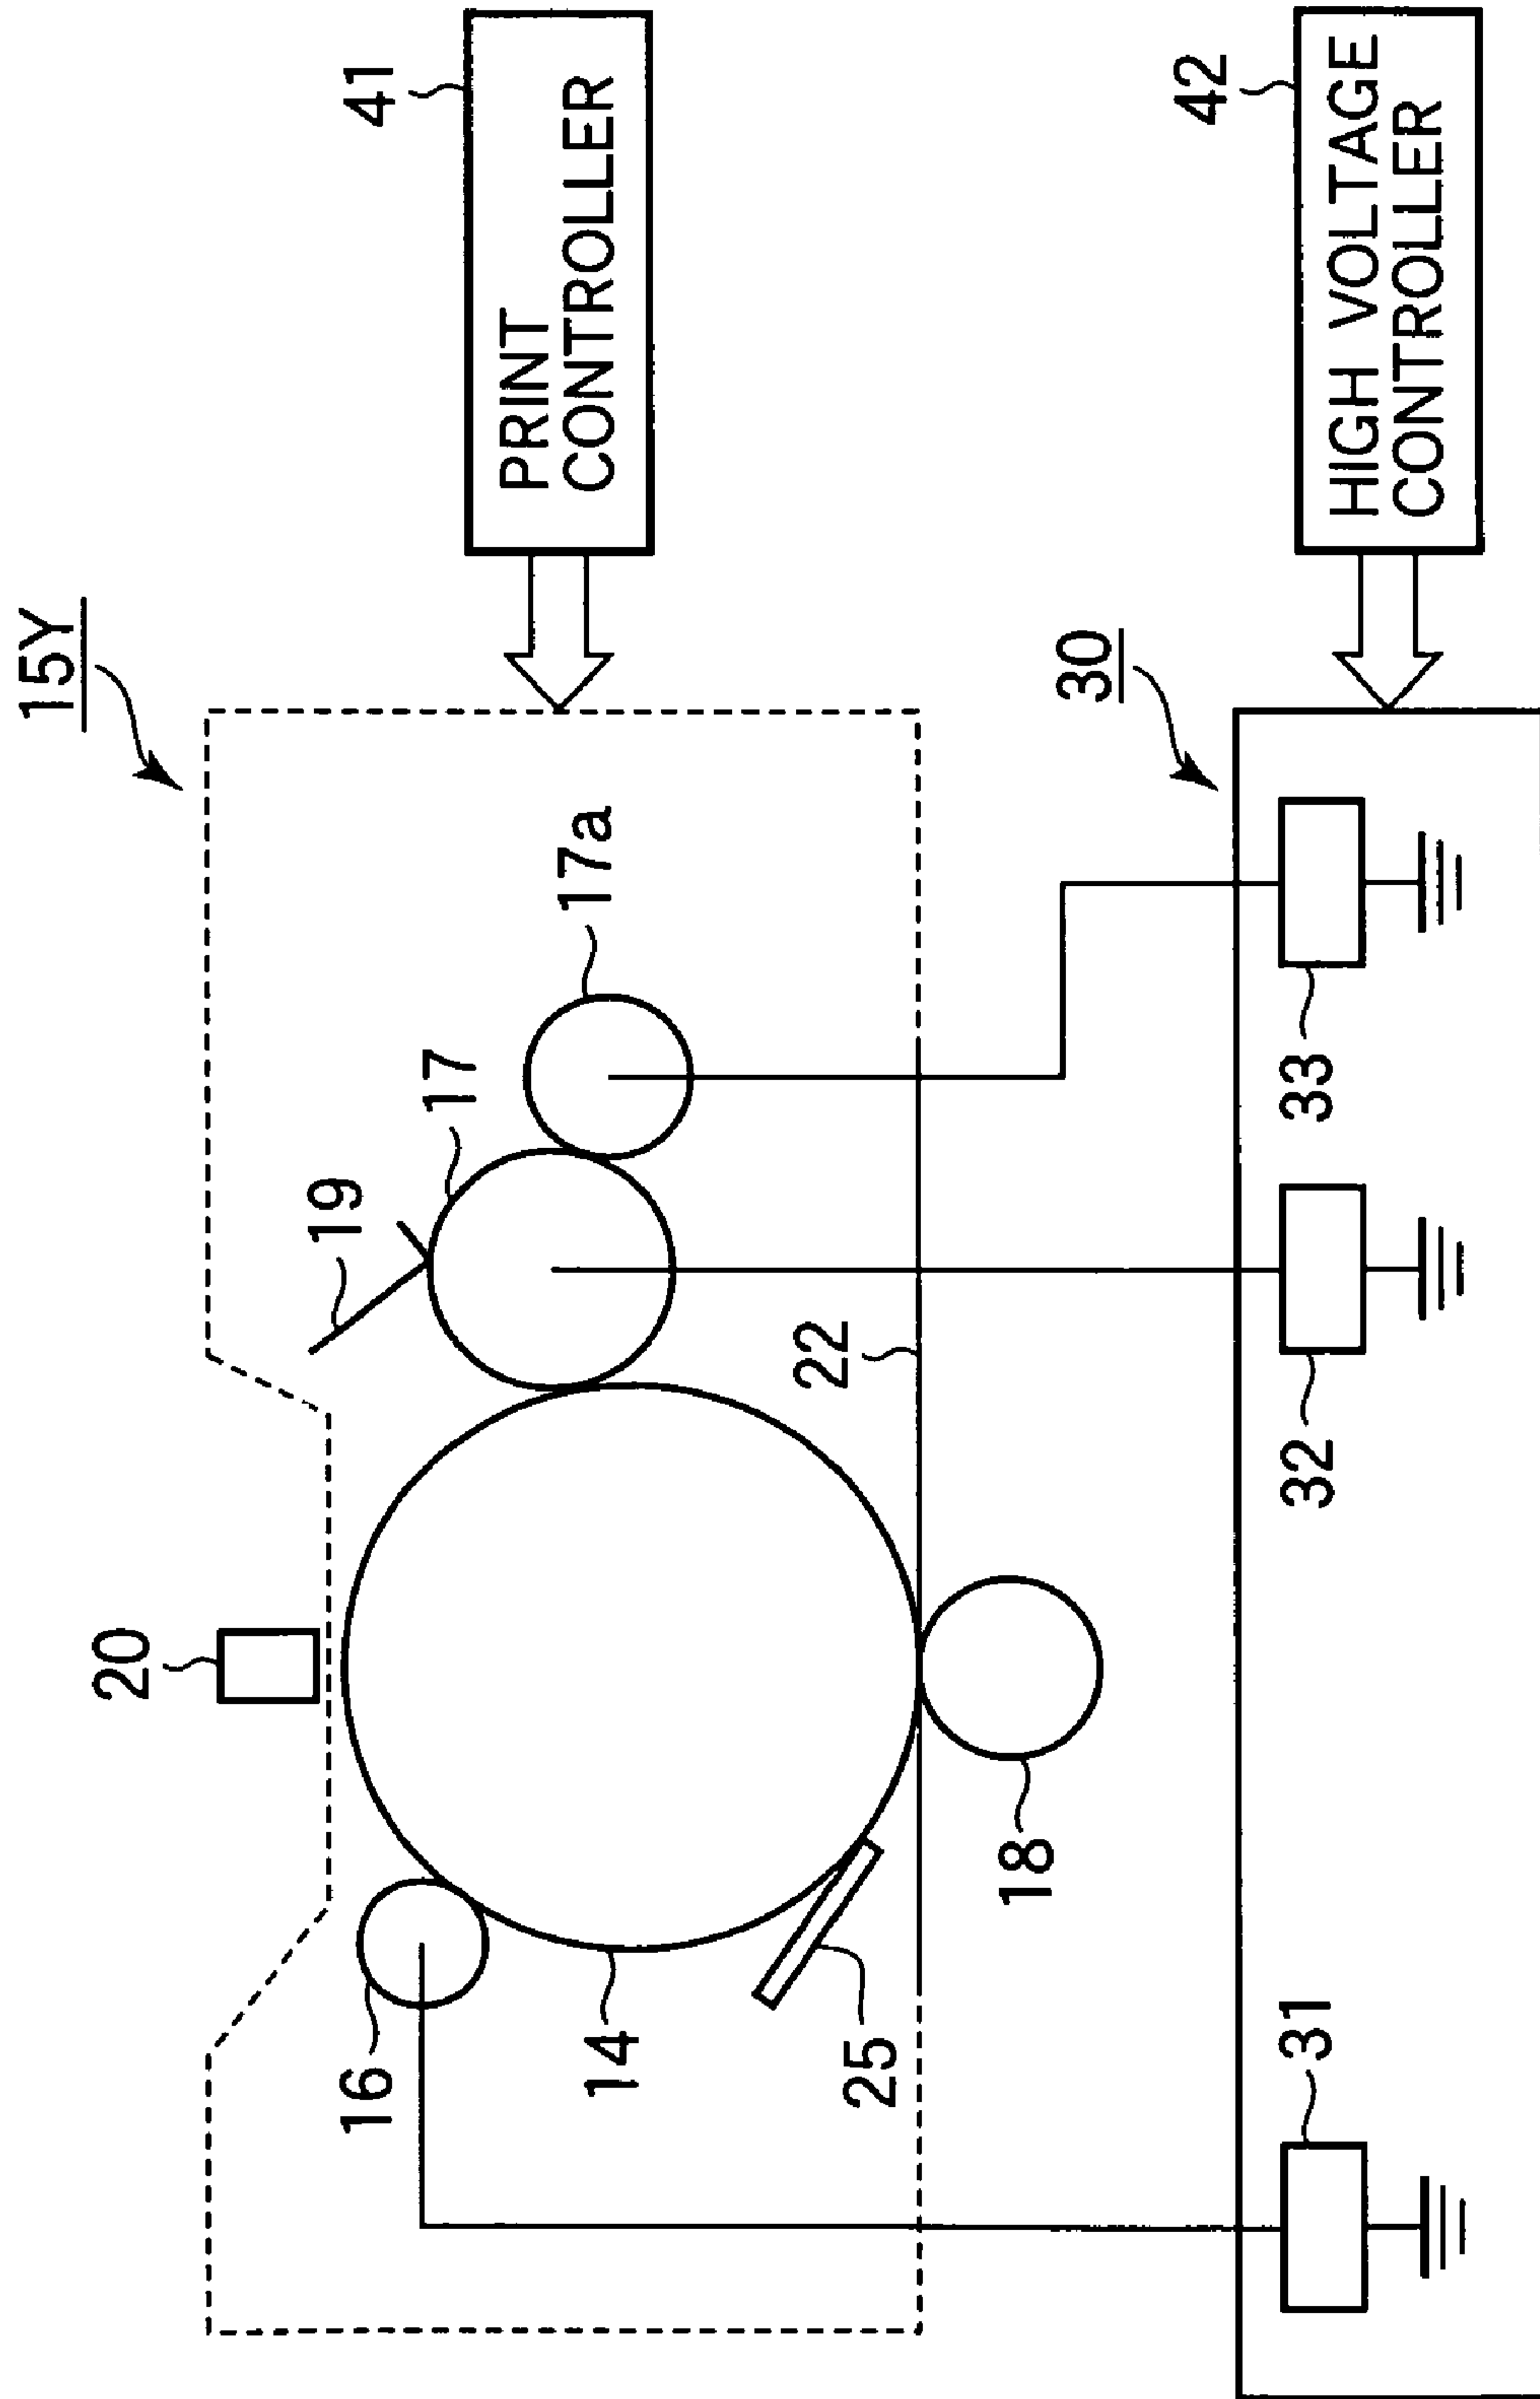 15Y
20
41
PRINT
CONTROLLER
19
17
17a
16
14
25
22
18
30
42
HIGH VOLTAGE
CONTROLLER
31
32
33